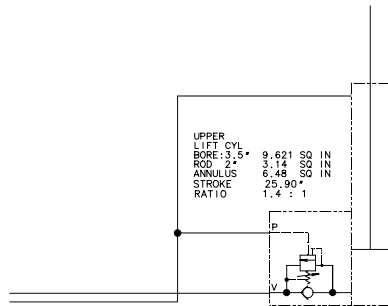 UPPER
LIFT CYL
BORE:3.5" 9.621 SQ IN
ROD 2" 3.14 SQ IN
ANNULUS 6.48 SQ IN
STROKE 25.90"
RATIO 1.4 : 1
P
V